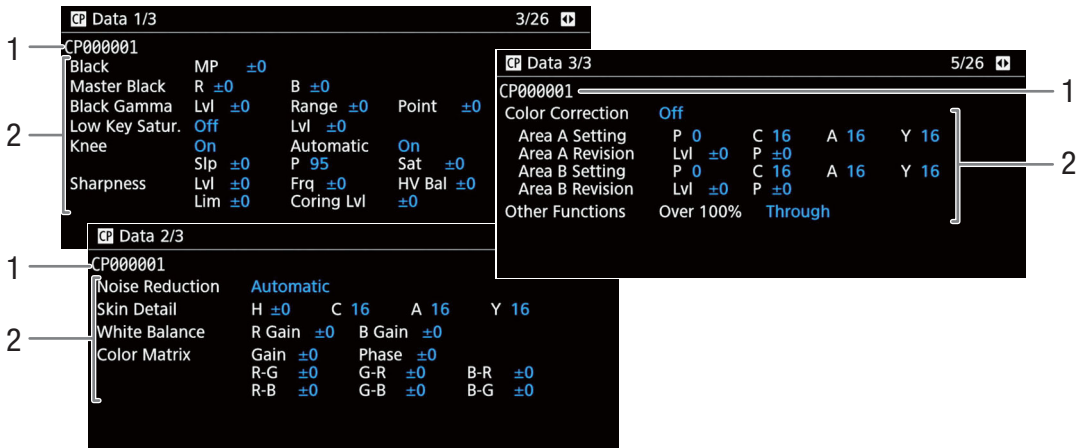 CP Data 1/3 3/26
1
CP000001
2
Black MP ±0
Master Black R ±0 B ±0
Black Gamma Lvl ±0 Range ±0 Point ±0
Low Key Satur. Off Lvl ±0
Knee On Automatic On
Slp ±0 P 95 Sat ±0
Sharpness Lvl ±0 Frq ±0 HV Bal ±0
Lim ±0 Coring Lvl ±0
CP Data 2/3
1
CP000001
2
Noise Reduction Automatic
Skin Detail H ±0 C 16 A 16 Y 16
White Balance R Gain ±0 B Gain ±0
Color Matrix Gain ±0 Phase ±0
R-G ±0 G-R ±0 B-R ±0
R-B ±0 G-B ±0 B-G ±0
CP Data 3/3 5/26
CP000001
1
Color Correction Off
Area A Setting P 0 C 16 A 16 Y 16
Area A Revision Lvl ±0 P ±0
Area B Setting P 0 C 16 A 16 Y 16
Area B Revision Lvl ±0 P ±0
Other Functions Over 100% Through
2